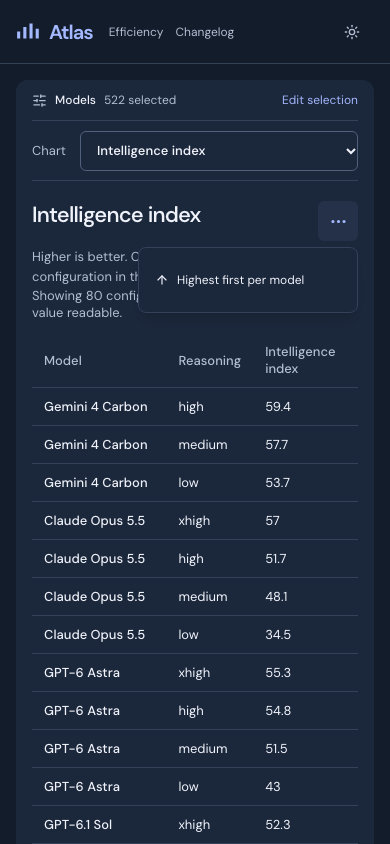 Atlas Efficiency Changelog
Models 522 selected Edit selection
Chart Intelligence index
Intelligence index
...
Higher is better.
configuration in
Showing 80
value readable.
Highest first per model
Model Reasoning Intelligence index
Gemini 4 Carbon high 59.4
Gemini 4 Carbon medium 57.7
Gemini 4 Carbon low 53.7
Claude Opus 5.5 xhigh 57
Claude Opus 5.5 high 51.7
Claude Opus 5.5 medium 48.1
Claude Opus 5.5 low 34.5
GPT-6 Astra xhigh 55.3
GPT-6 Astra high 54.8
GPT-6 Astra medium 51.5
GPT-6 Astra low 43
GPT-6.1 Sol xhigh 52.3